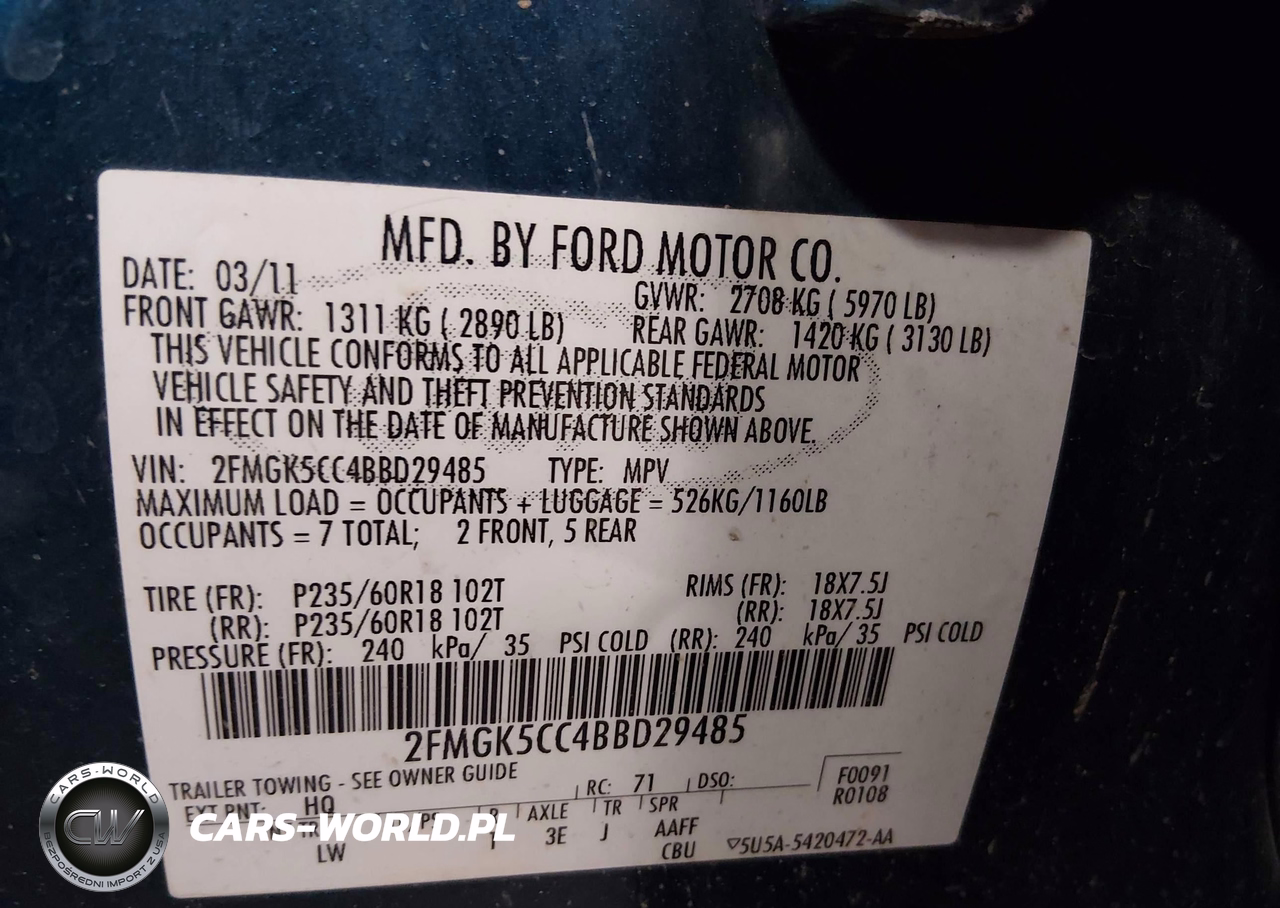 MFD. BY FORD MOTOR CO.
DATE: 03/11
GVWR: 2708 KG ( 5970 LB)
FRONT GAWR: 1311 KG ( 2890 LB)
REAR GAWR: 1420 KG ( 3130 LB)
THIS VEHICLE CONFORMS TO ALL APPLICABLE FEDERAL MOTOR
VEHICLE SAFETY AND THEFT PREVENTION STANDARDS
IN EFFECT ON THE DATE OF MANUFACTURE SHOWN ABOVE.
VIN: 2FMGK5CC4BBD29485 TYPE: MPV
MAXIMUM LOAD = OCCUPANTS + LUGGAGE = 526KG/1160LB
OCCUPANTS = 7 TOTAL; 2 FRONT, 5 REAR
TIRE (FR): P235/60R18 102T RIMS (FR): 18X7.5J
(RR): P235/60R18 102T (RR): 18X7.5J
PRESSURE (FR): 240 kPa/ 35 PSI COLD (RR): 240 kPa/ 35 PSI COLD
2FMGK5CC4BBD29485
TRAILER TOWING - SEE OWNER GUIDE
EXT PNT: HQ RC: 71 DSO: F0091
R0108
AXLE TR SPR
LW 3E J AAFF
CBU ▽5U5A-5420472-AA
CARS-WORLD
CW
BEZPOŚREDNI IMPORT Z USA
CARS-WORLD.PL